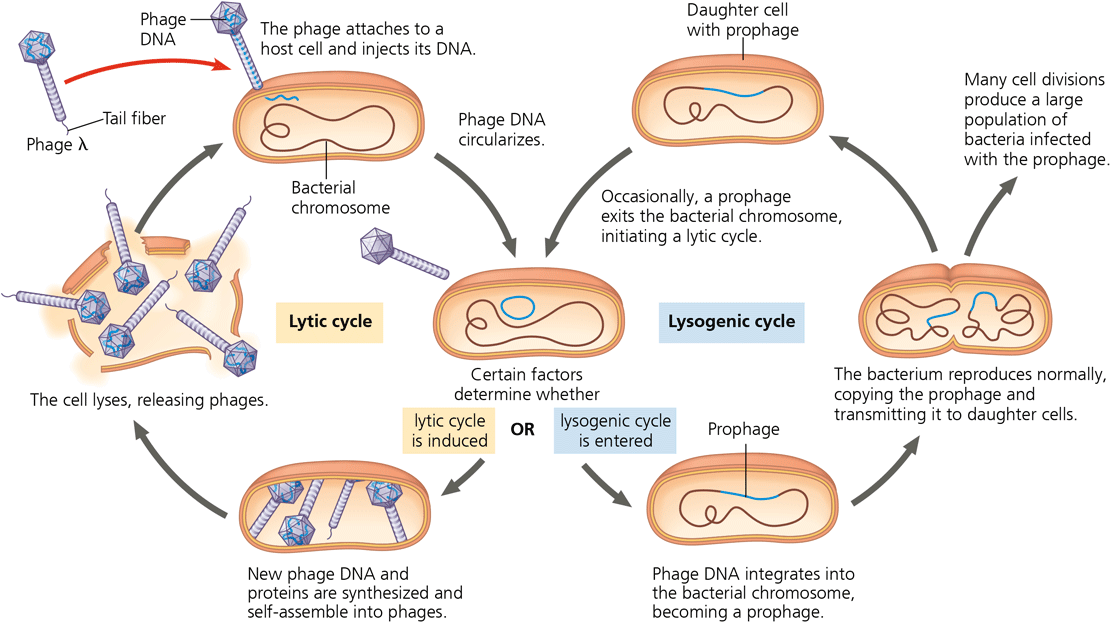 Phage
DNA
The phage attaches to a
host cell and injects its DNA.
Tail fiber
Phage λ
Bacterial
chromosome
Phage DNA
circularizes.
Daughter cell
with prophage
Many cell divisions
produce a large
population of
bacteria infected
with the prophage.
Occasionally, a prophage
exits the bacterial chromosome,
initiating a lytic cycle.
Lytic cycle
Lysogenic cycle
The cell lyses, releasing phages.
Certain factors
determine whether
lytic cycle
is induced
OR
lysogenic cycle
is entered
The bacterium reproduces normally,
copying the prophage and
transmitting it to daughter cells.
Prophage
New phage DNA and
proteins are synthesized and
self-assemble into phages.
Phage DNA integrates into
the bacterial chromosome,
becoming a prophage.